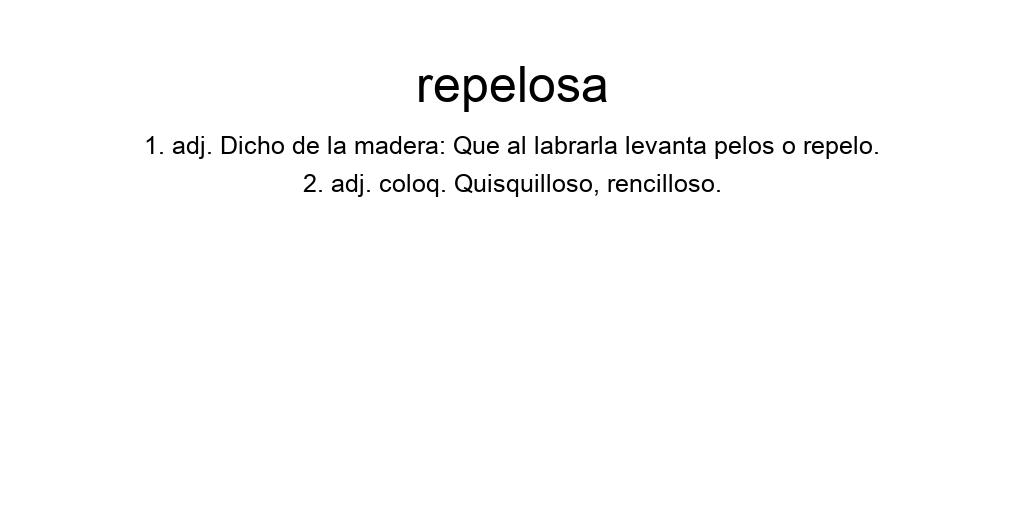 repelosa
1. adj. Dicho de la madera: Que al labrarla levanta pelos o repelo.
2. adj. coloq. Quisquilloso, rencilloso.